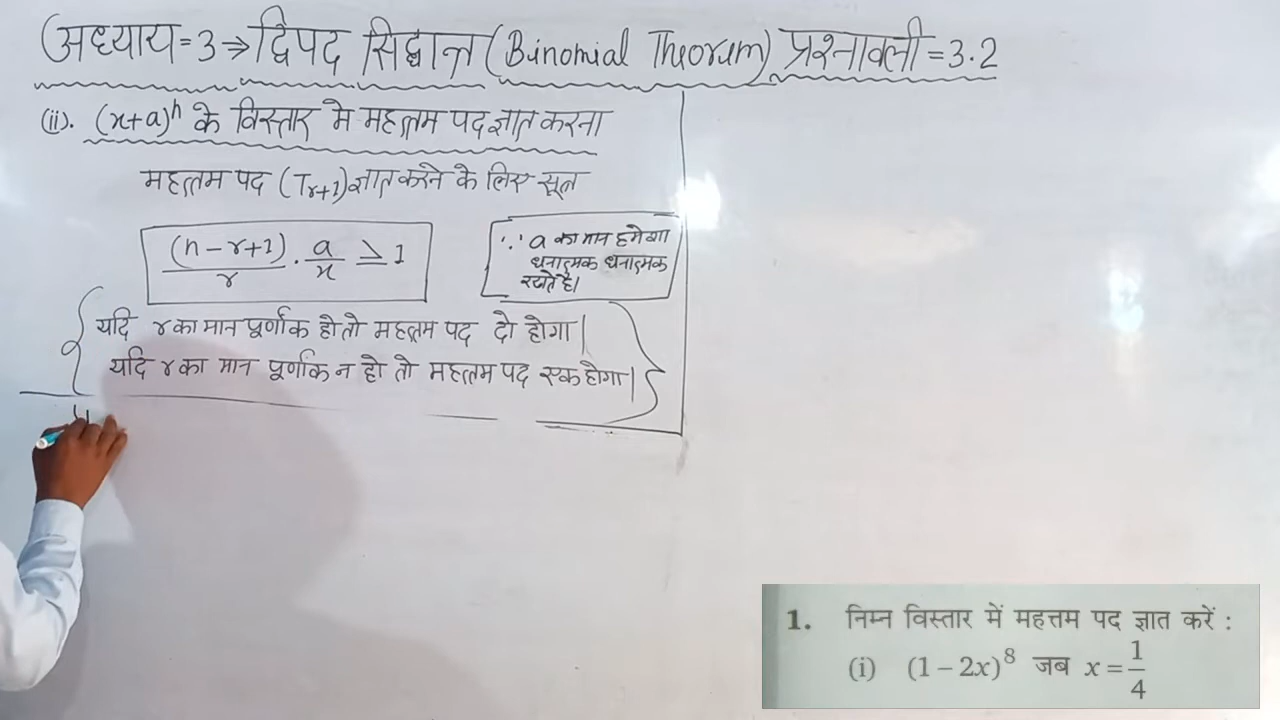 (अध्याय=3⇒द्विपद सिद्धान्त (Binomial Theorum) प्रश्नावली=3.2
(ii). (x+a)ⁿ के विस्तार मे महत्तम पद ज्ञात करना
महत्तम पद (Tr+1) ज्ञात करने के लिए सूत्र
(n-r+1)/r . a/x ≥ 1
∵ a का मान हमेशा
धनात्मक धनात्मक
रखते है।
यदि r का मान पूर्णांक हो तो महत्तम पद दो होगा।
यदि r का मान पूर्णांक न हो तो महत्तम पद एक होगा।
1. निम्न विस्तार में महत्तम पद ज्ञात करें :
(i) (1-2x)⁸ जब x=1/4